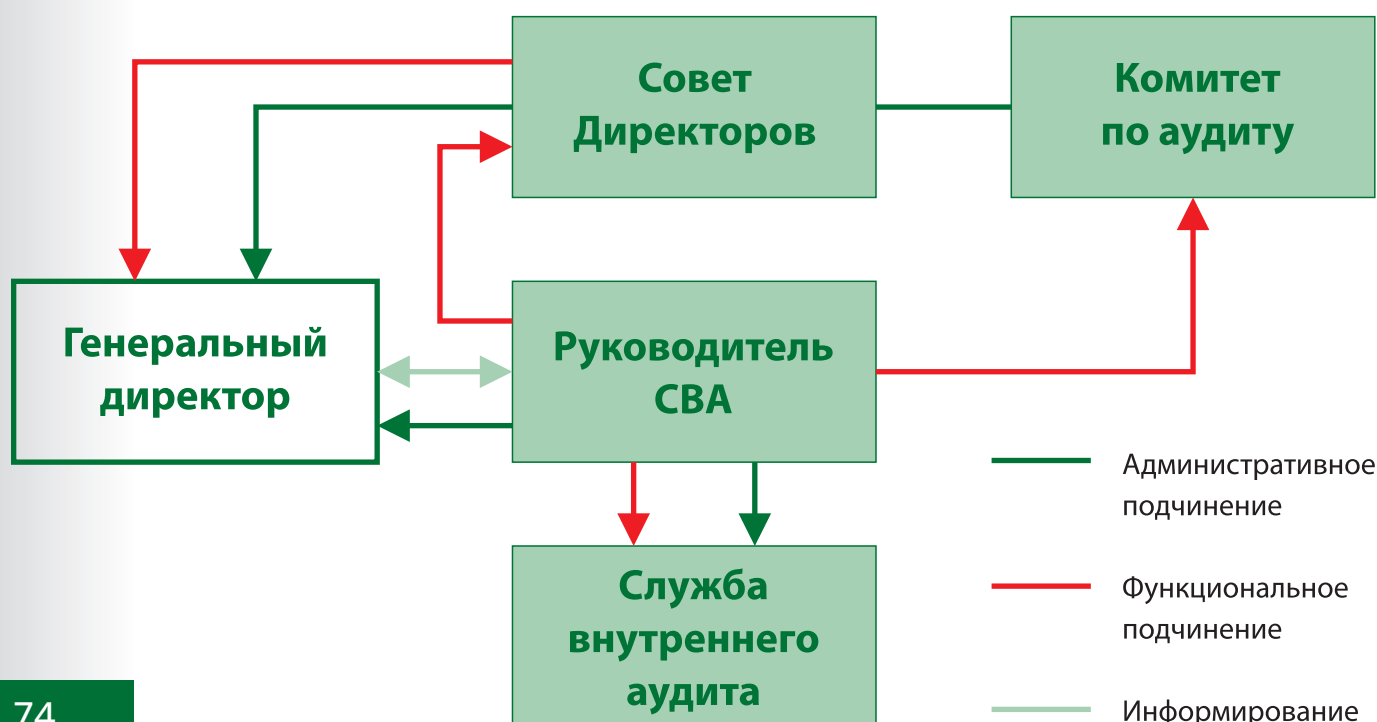 Совет
Директоров
Комитет
по аудиту
Генеральный
директор
Руководитель
СВА
Служба
внутреннего
аудита
Административное
подчинение
Функциональное
подчинение
Информирование
74